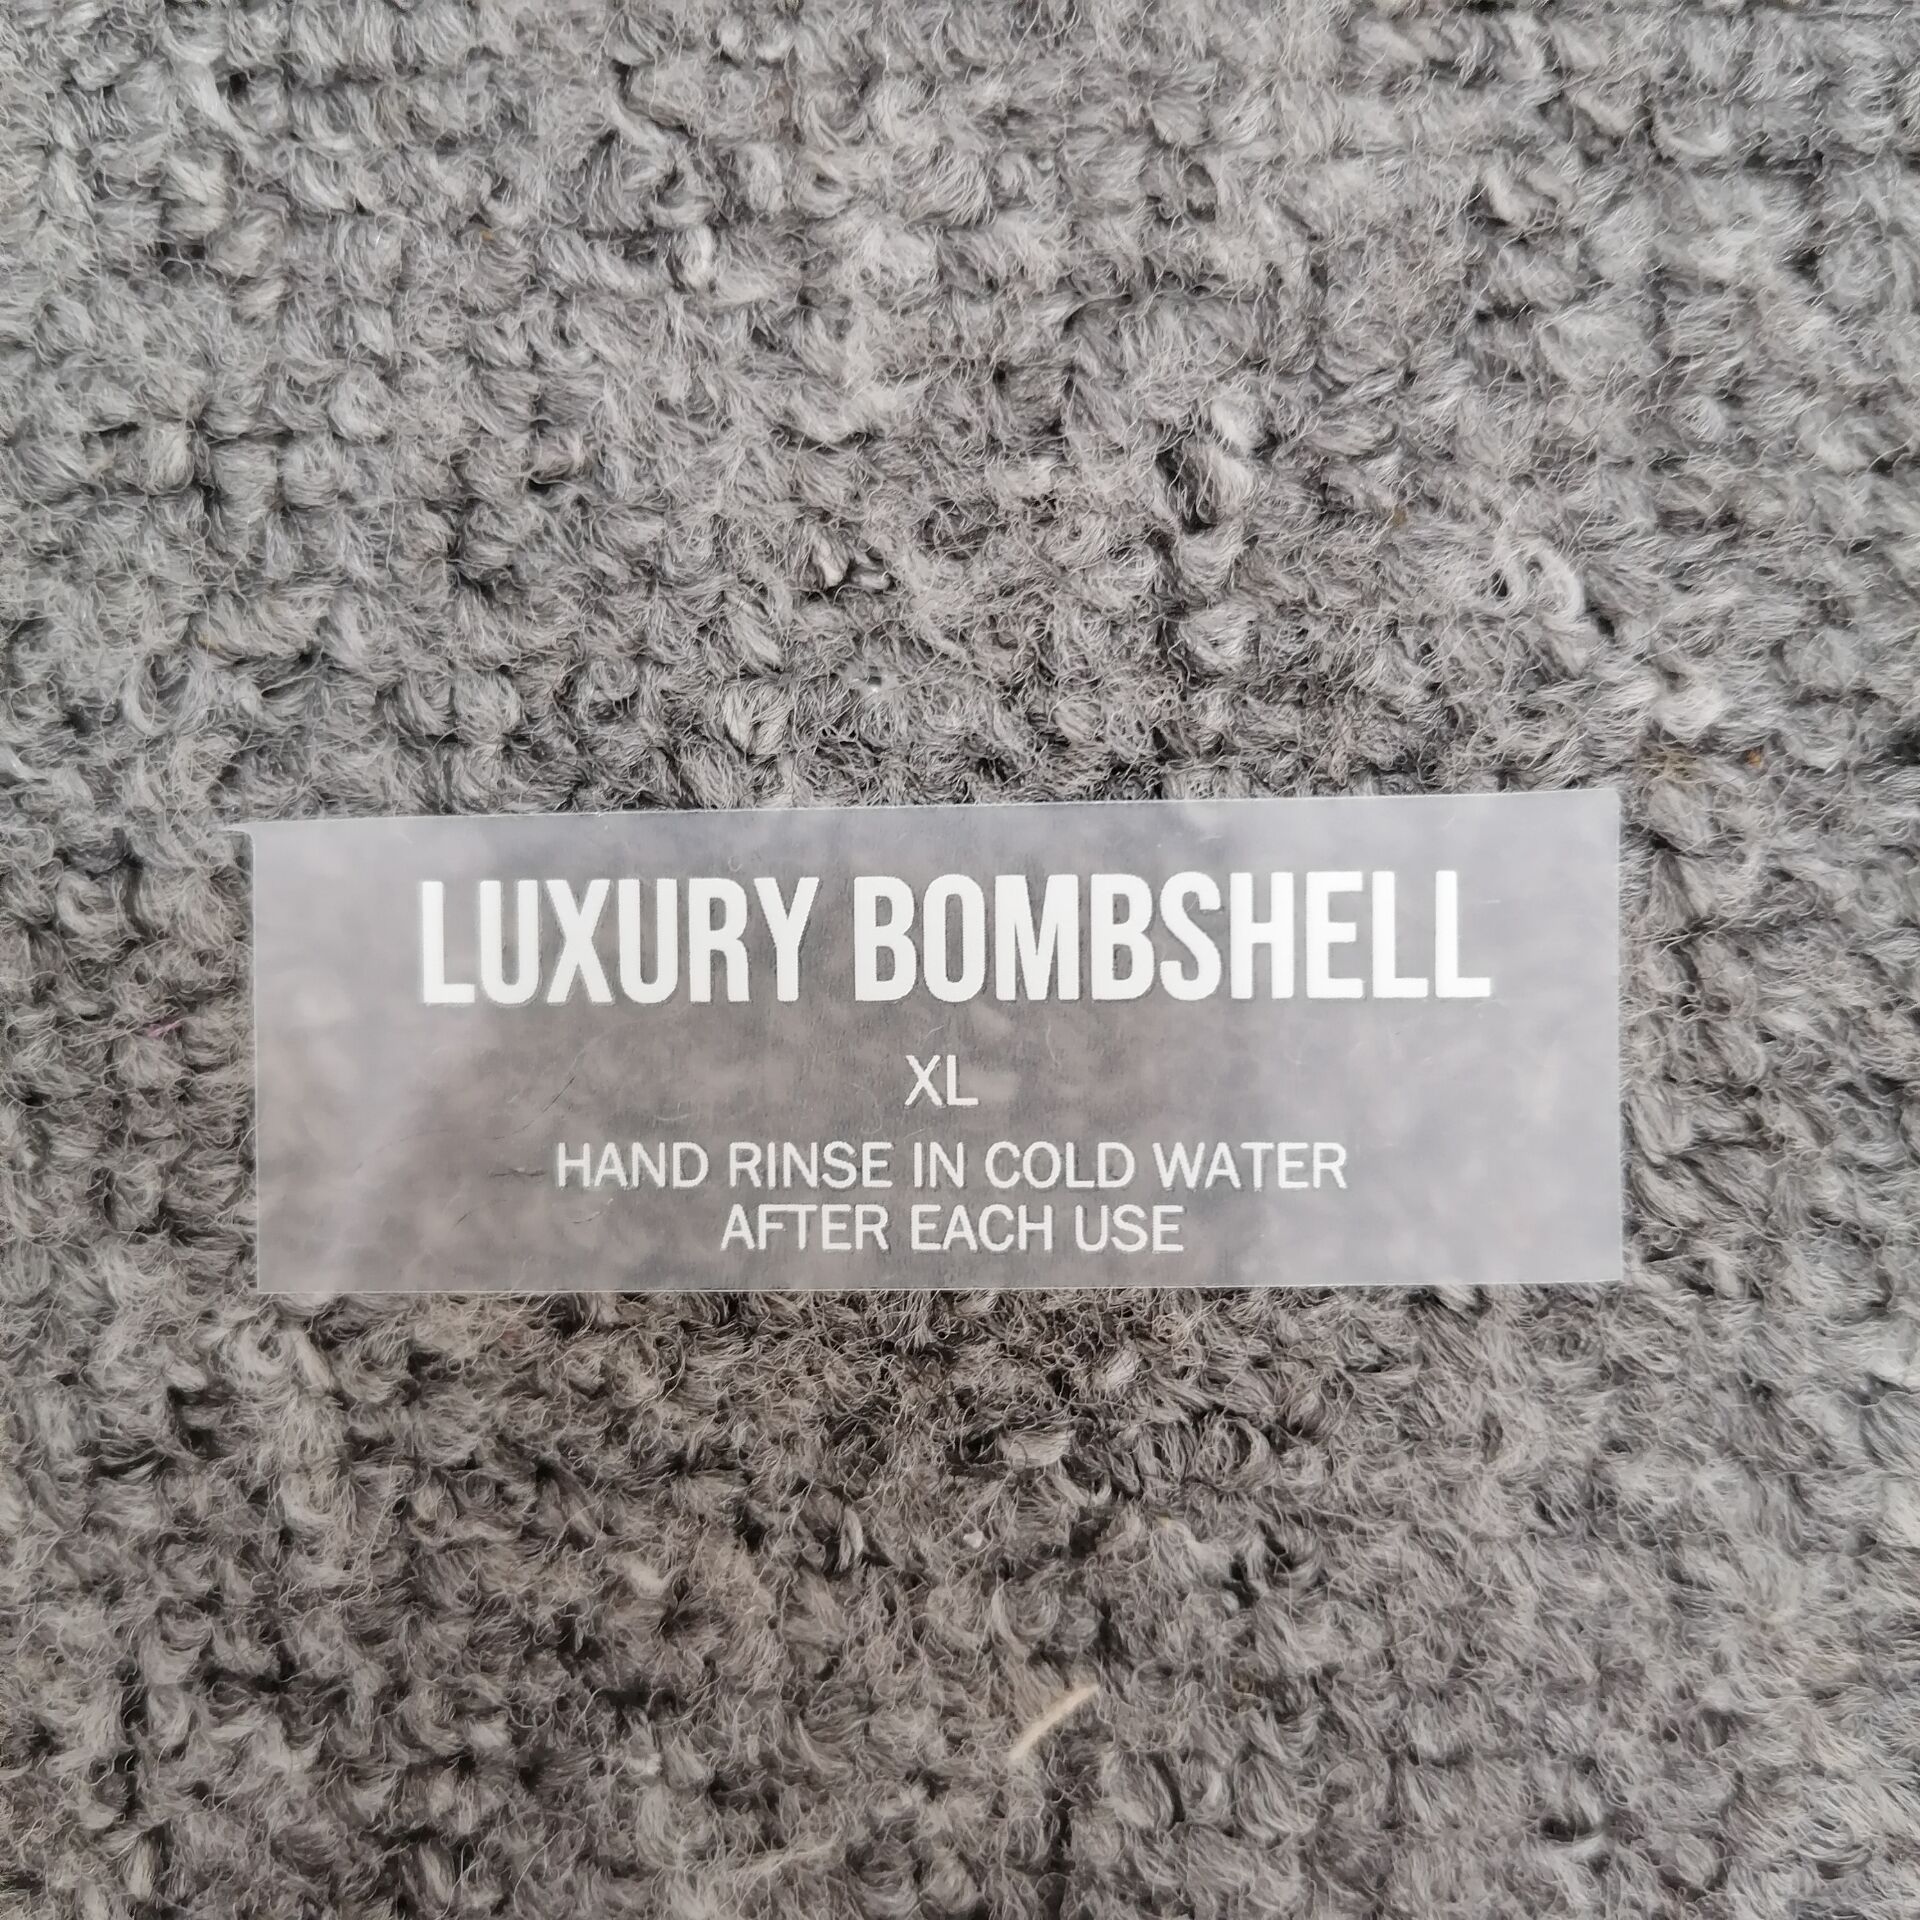 LUXURY BOMBSHELL
XL
HAND RINSE IN COLD WATER
AFTER EACH USE